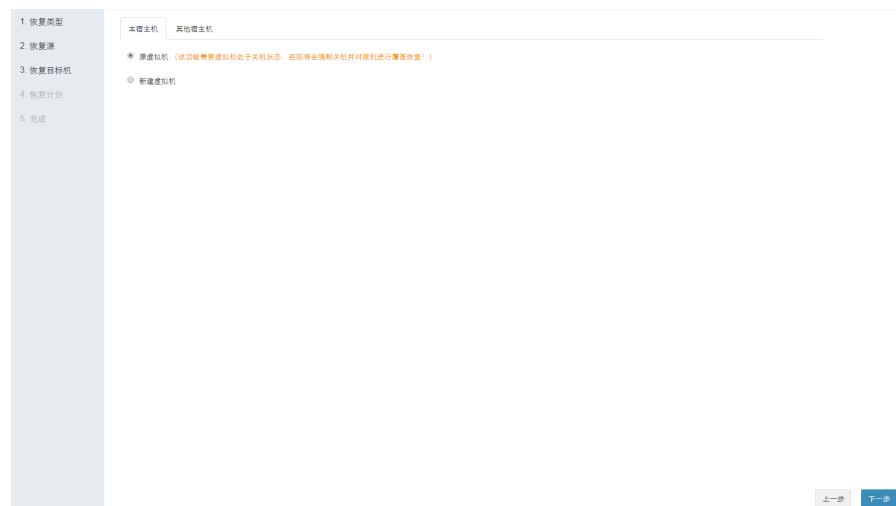 1. 恢复类型
2. 恢复源
3. 恢复目标机
4. 恢复计划
5. 完成
本宿主机 其他宿主机
原虚拟机 （该功能需要虚拟机处于关机状态，否则将会强制关机并对原机进行覆盖恢复！）
新建虚拟机
上一步 下一步